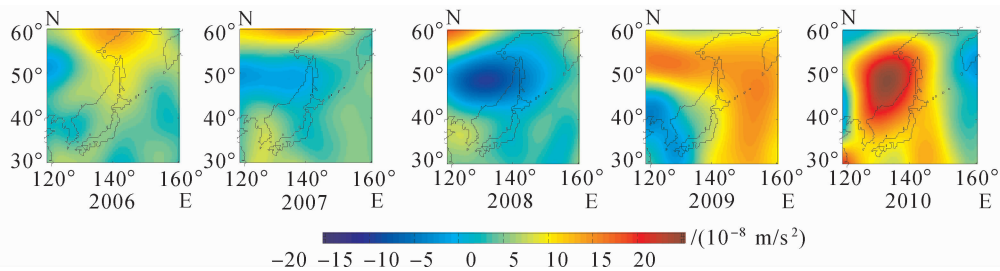 N N N N N
60° 60° 60° 60° 60°
50° 50° 50° 50° 50°
40° 40° 40° 40° 40°
30° 30° 30° 30° 30°
120° 140° 160° 120° 140° 160° 120° 140° 160° 120° 140° 160° 120° 140° 160°
2006 E 2007 E 2008 E 2009 E 2010 E
/(10⁻⁸ m/s²)
−20 −15 −10 −5 0 5 10 15 20